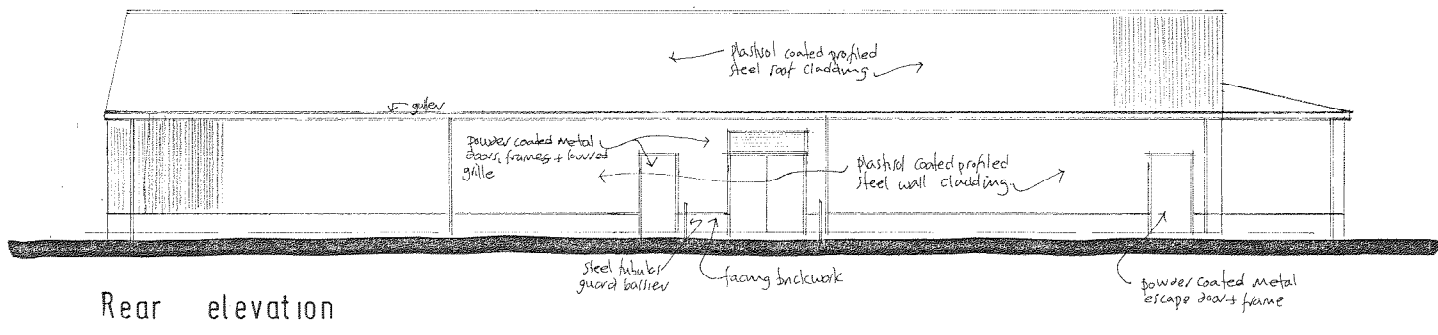 plastisol coated profiled
steel roof cladding
gutter
powder coated metal
doors, frames + louvred
grille
plastisol coated profiled
steel wall cladding
steel tubular
guard barrier
facing brickwork
powder coated metal
escape door + frame
Rear elevation